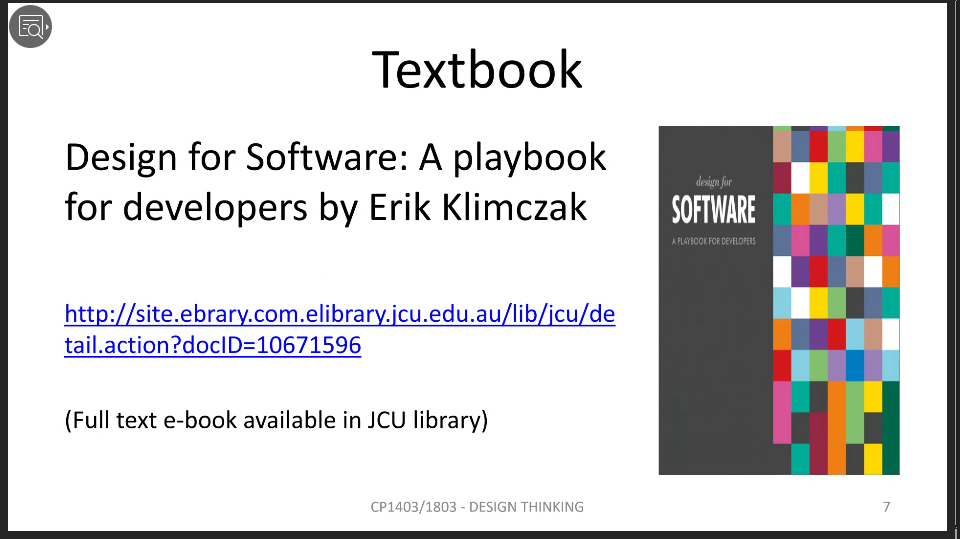 Textbook
Design for Software: A playbook
for developers by Erik Klimczak
http://site.ebrary.com.elibrary.jcu.edu.au/lib/jcu/de
tail.action?docID=10671596
(Full text e-book available in JCU library)
design for
SOFTWARE
A PLAYBOOK FOR DEVELOPERS
CP1403/1803 - DESIGN THINKING
7